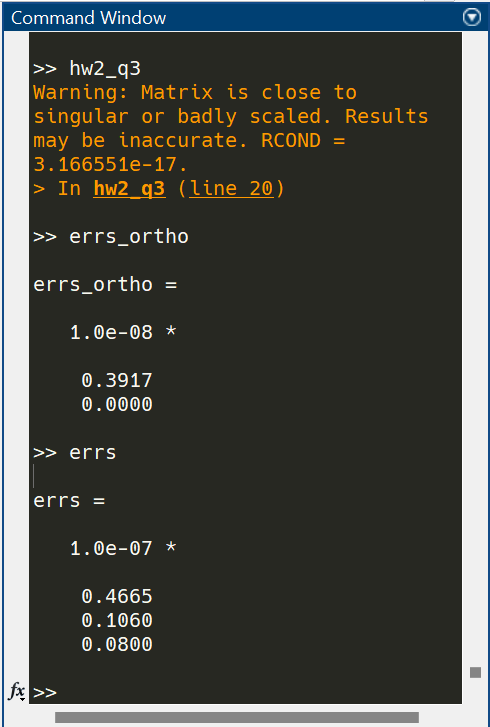 Command Window
>> hw2_q3
Warning: Matrix is close to
singular or badly scaled. Results
may be inaccurate. RCOND =
3.166551e-17.
> In hw2_q3 (line 20)
>> errs_ortho
errs_ortho =
1.0e-08 *
0.3917
0.0000
>> errs
errs =
1.0e-07 *
0.4665
0.1060
0.0800
fx >>